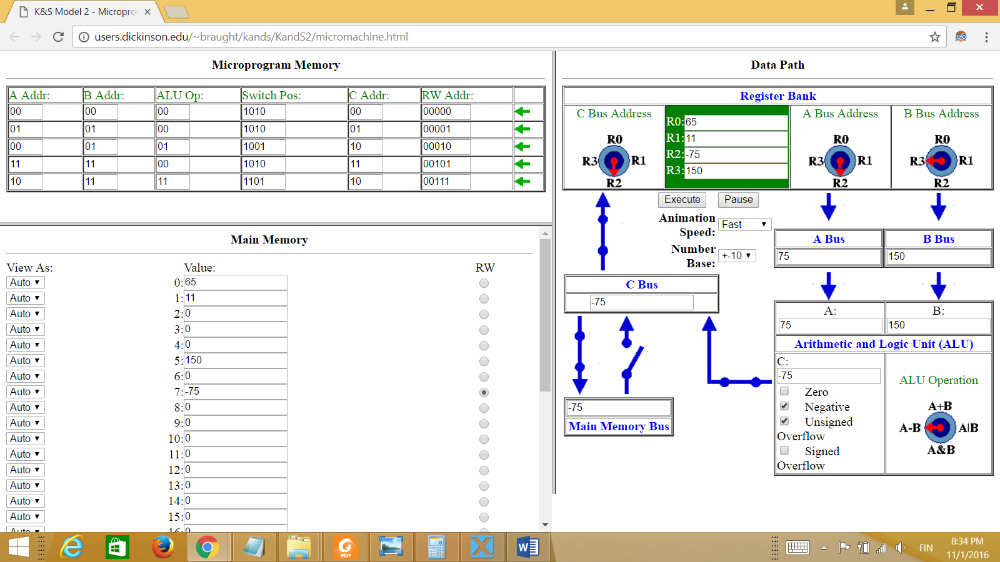 K&S Model 2 - Micropro
users.dickinson.edu/~braught/kands/KandS2/micromachine.html
Microprogram Memory
A Addr: B Addr: ALU Op: Switch Pos: C Addr: RW Addr:
00 00 00 1010 00 00000
01 01 00 1010 01 00001
00 01 01 1001 10 00010
11 11 00 1010 11 00101
10 11 11 1101 10 00111
Main Memory
View As: Value: RW
Auto 0: 65
Auto 1: 11
Auto 2: 0
Auto 3: 0
Auto 4: 0
Auto 5: 150
Auto 6: 0
Auto 7: -75
Auto 8: 0
Auto 9: 0
Auto 10: 0
Auto 11: 0
Auto 12: 0
Auto 13: 0
Auto 14: 0
Auto 15: 0
Auto 16: 0
Data Path
Register Bank
C Bus Address
R0
R3 R1
R2
R0: 65
R1: 11
R2: -75
R3: 150
A Bus Address
R0
R3 R1
R2
B Bus Address
R0
R3 R1
R2
Execute Pause
Animation
Speed: Fast
Number
Base: +-10
A Bus B Bus
75 150
C Bus
-75
A: B:
75 150
Arithmetic and Logic Unit (ALU)
C:
-75
Zero
Negative
Unsigned
Overflow
Signed
Overflow
ALU Operation
A+B
A-B A|B
A&B
-75
Main Memory Bus
PDF
FIN
8:34 PM
11/1/2016